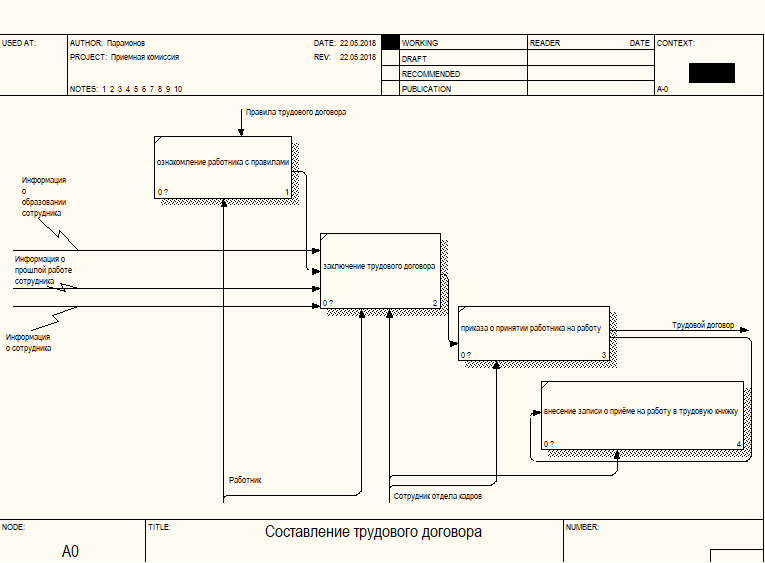 USED AT:
AUTHOR: Парамонов
DATE: 22.05.2018
WORKING
READER
DATE
CONTEXT:
PROJECT: Приемная комиссия
REV: 22.05.2018
DRAFT
RECOMMENDED
NOTES: 1 2 3 4 5 6 7 8 9 10
PUBLICATION
A-0
Правила трудового договора
ознакомление работника с правилами
0 ?
1
Информация
о
образовании
сотрудника
Информация о
прошлой работе
сотрудника
Информация
о сотрудника
заключение трудового договора
0 ?
2
приказа о принятии работника на работу
0 ?
3
Трудовой договор
внесение записи о приёме на работу в трудовую книжку
0 ?
4
Работник
Сотрудник отдела кадров
NODE:
A0
TITLE:
Составление трудового договора
NUMBER: